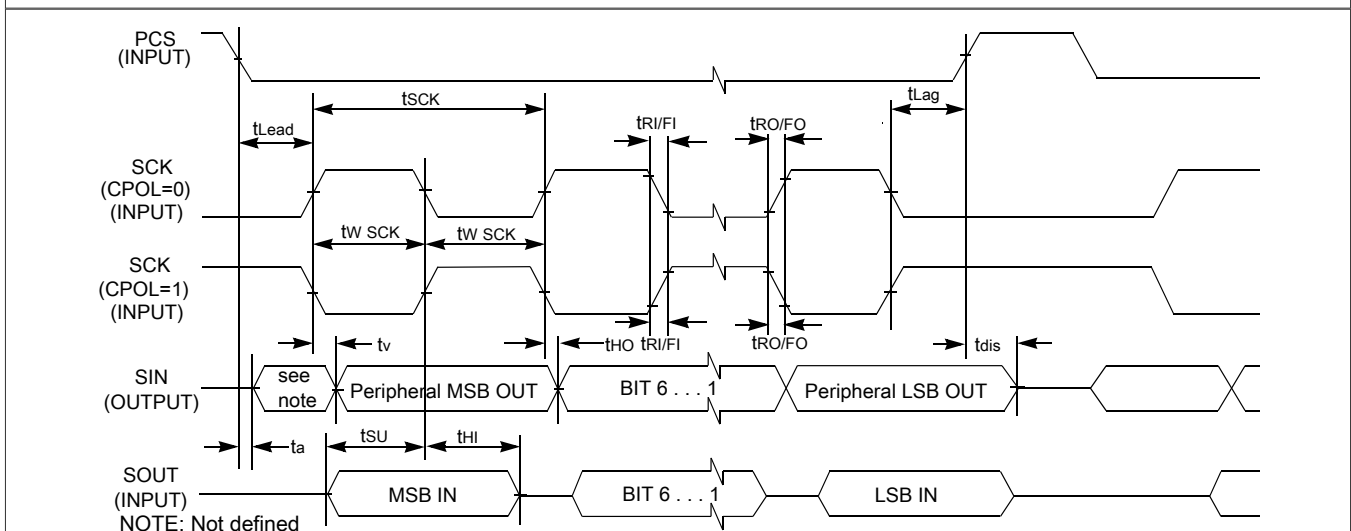 PCS
(INPUT)
tSCK
tLag
tLead
tRI/FI
tRO/FO
SCK
(CPOL=0)
(INPUT)
tW SCK
tW SCK
SCK
(CPOL=1)
(INPUT)
tv
tHO
tRI/FI
tRO/FO
tdis
SIN
(OUTPUT)
see
note
Peripheral MSB OUT
BIT 6 . . . 1
Peripheral LSB OUT
ta
tSU
tHI
SOUT
(INPUT)
MSB IN
BIT 6 . . . 1
LSB IN
NOTE: Not defined